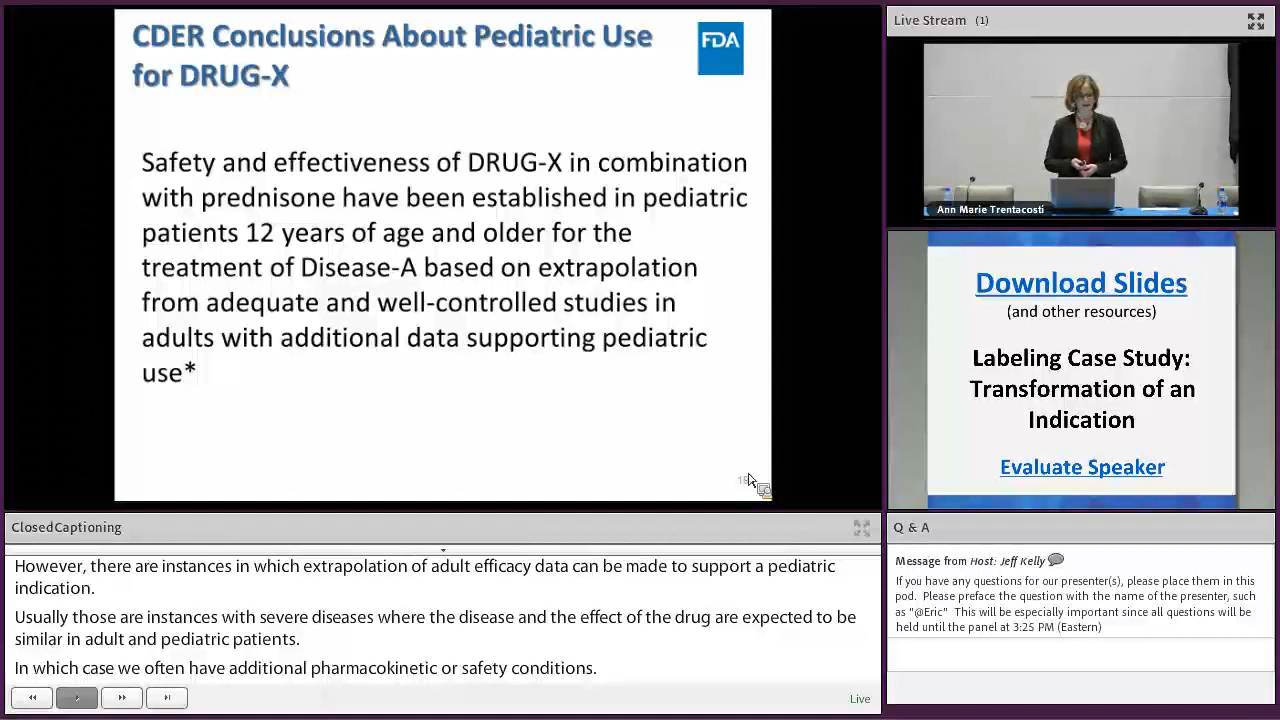 CDER Conclusions About Pediatric Use
for DRUG-X
FDA
Safety and effectiveness of DRUG-X in combination
with prednisone have been established in pediatric
patients 12 years of age and older for the
treatment of Disease-A based on extrapolation
from adequate and well-controlled studies in
adults with additional data supporting pediatric
use*
Live Stream (1)
Ann Marie Trentacosti
Download Slides
(and other resources)
Labeling Case Study:
Transformation of an
Indication
Evaluate Speaker
ClosedCaptioning
However, there are instances in which extrapolation of adult efficacy data can be made to support a pediatric
indication.
Usually those are instances with severe diseases where the disease and the effect of the drug are expected to be
similar in adult and pediatric patients.
In which case we often have additional pharmacokinetic or safety conditions.
Live
Q & A
Message from Host: Jeff Kelly
If you have any questions for our presenter(s), please place them in this
pod. Please preface the question with the name of the presenter, such
as "@Eric" This will be especially important since all questions will be
held until the panel at 3:25 PM (Eastern)